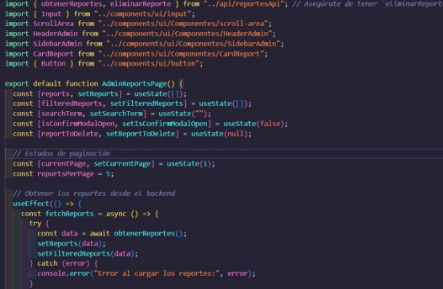 import { obtenerReportes, eliminarReporte } from "../api/reportesApi"; // Asegúrate de tener `eliminarReporte
import { Input } from "../components/ui/input";
import ScrollArea from "../components/ui/Componentes/scroll-area";
import HeaderAdmin from "../components/ui/Componentes/HeaderAdmin";
import SidebarAdmin from "../components/ui/Componentes/SidebarAdmin";
import CardReport from "../components/ui/Componentes/CardReport";
import { Button } from "../components/ui/button";
export default function AdminReportsPage() {
const [reports, setReports] = useState([]);
const [filteredReports, setFilteredReports] = useState([]);
const [searchTerm, setSearchTerm] = useState("");
const [isConfirmModalOpen, setIsConfirmModalOpen] = useState(false);
const [reportToDelete, setReportToDelete] = useState(null);
// Estados de paginación
const [currentPage, setCurrentPage] = useState(1);
const reportsPerPage = 5;
// Obtener los reportes desde el backend
useEffect(() => {
const fetchReports = async () => {
try {
const data = await obtenerReportes();
setReports(data);
setFilteredReports(data);
} catch (error) {
console.error("Error al cargar los reportes:", error);
}